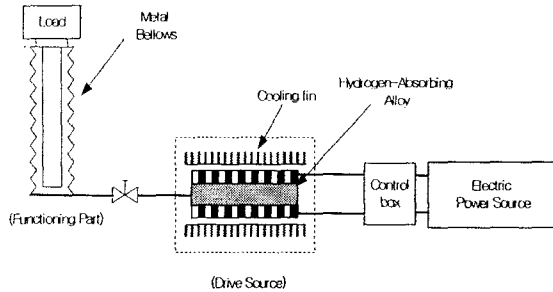 Load
Metal
Bellows
Cooling fin
Hydrogen-Absorbing
Alloy
Control
box
Electric
Power Source
(Functioning Part)
(Drive Source)